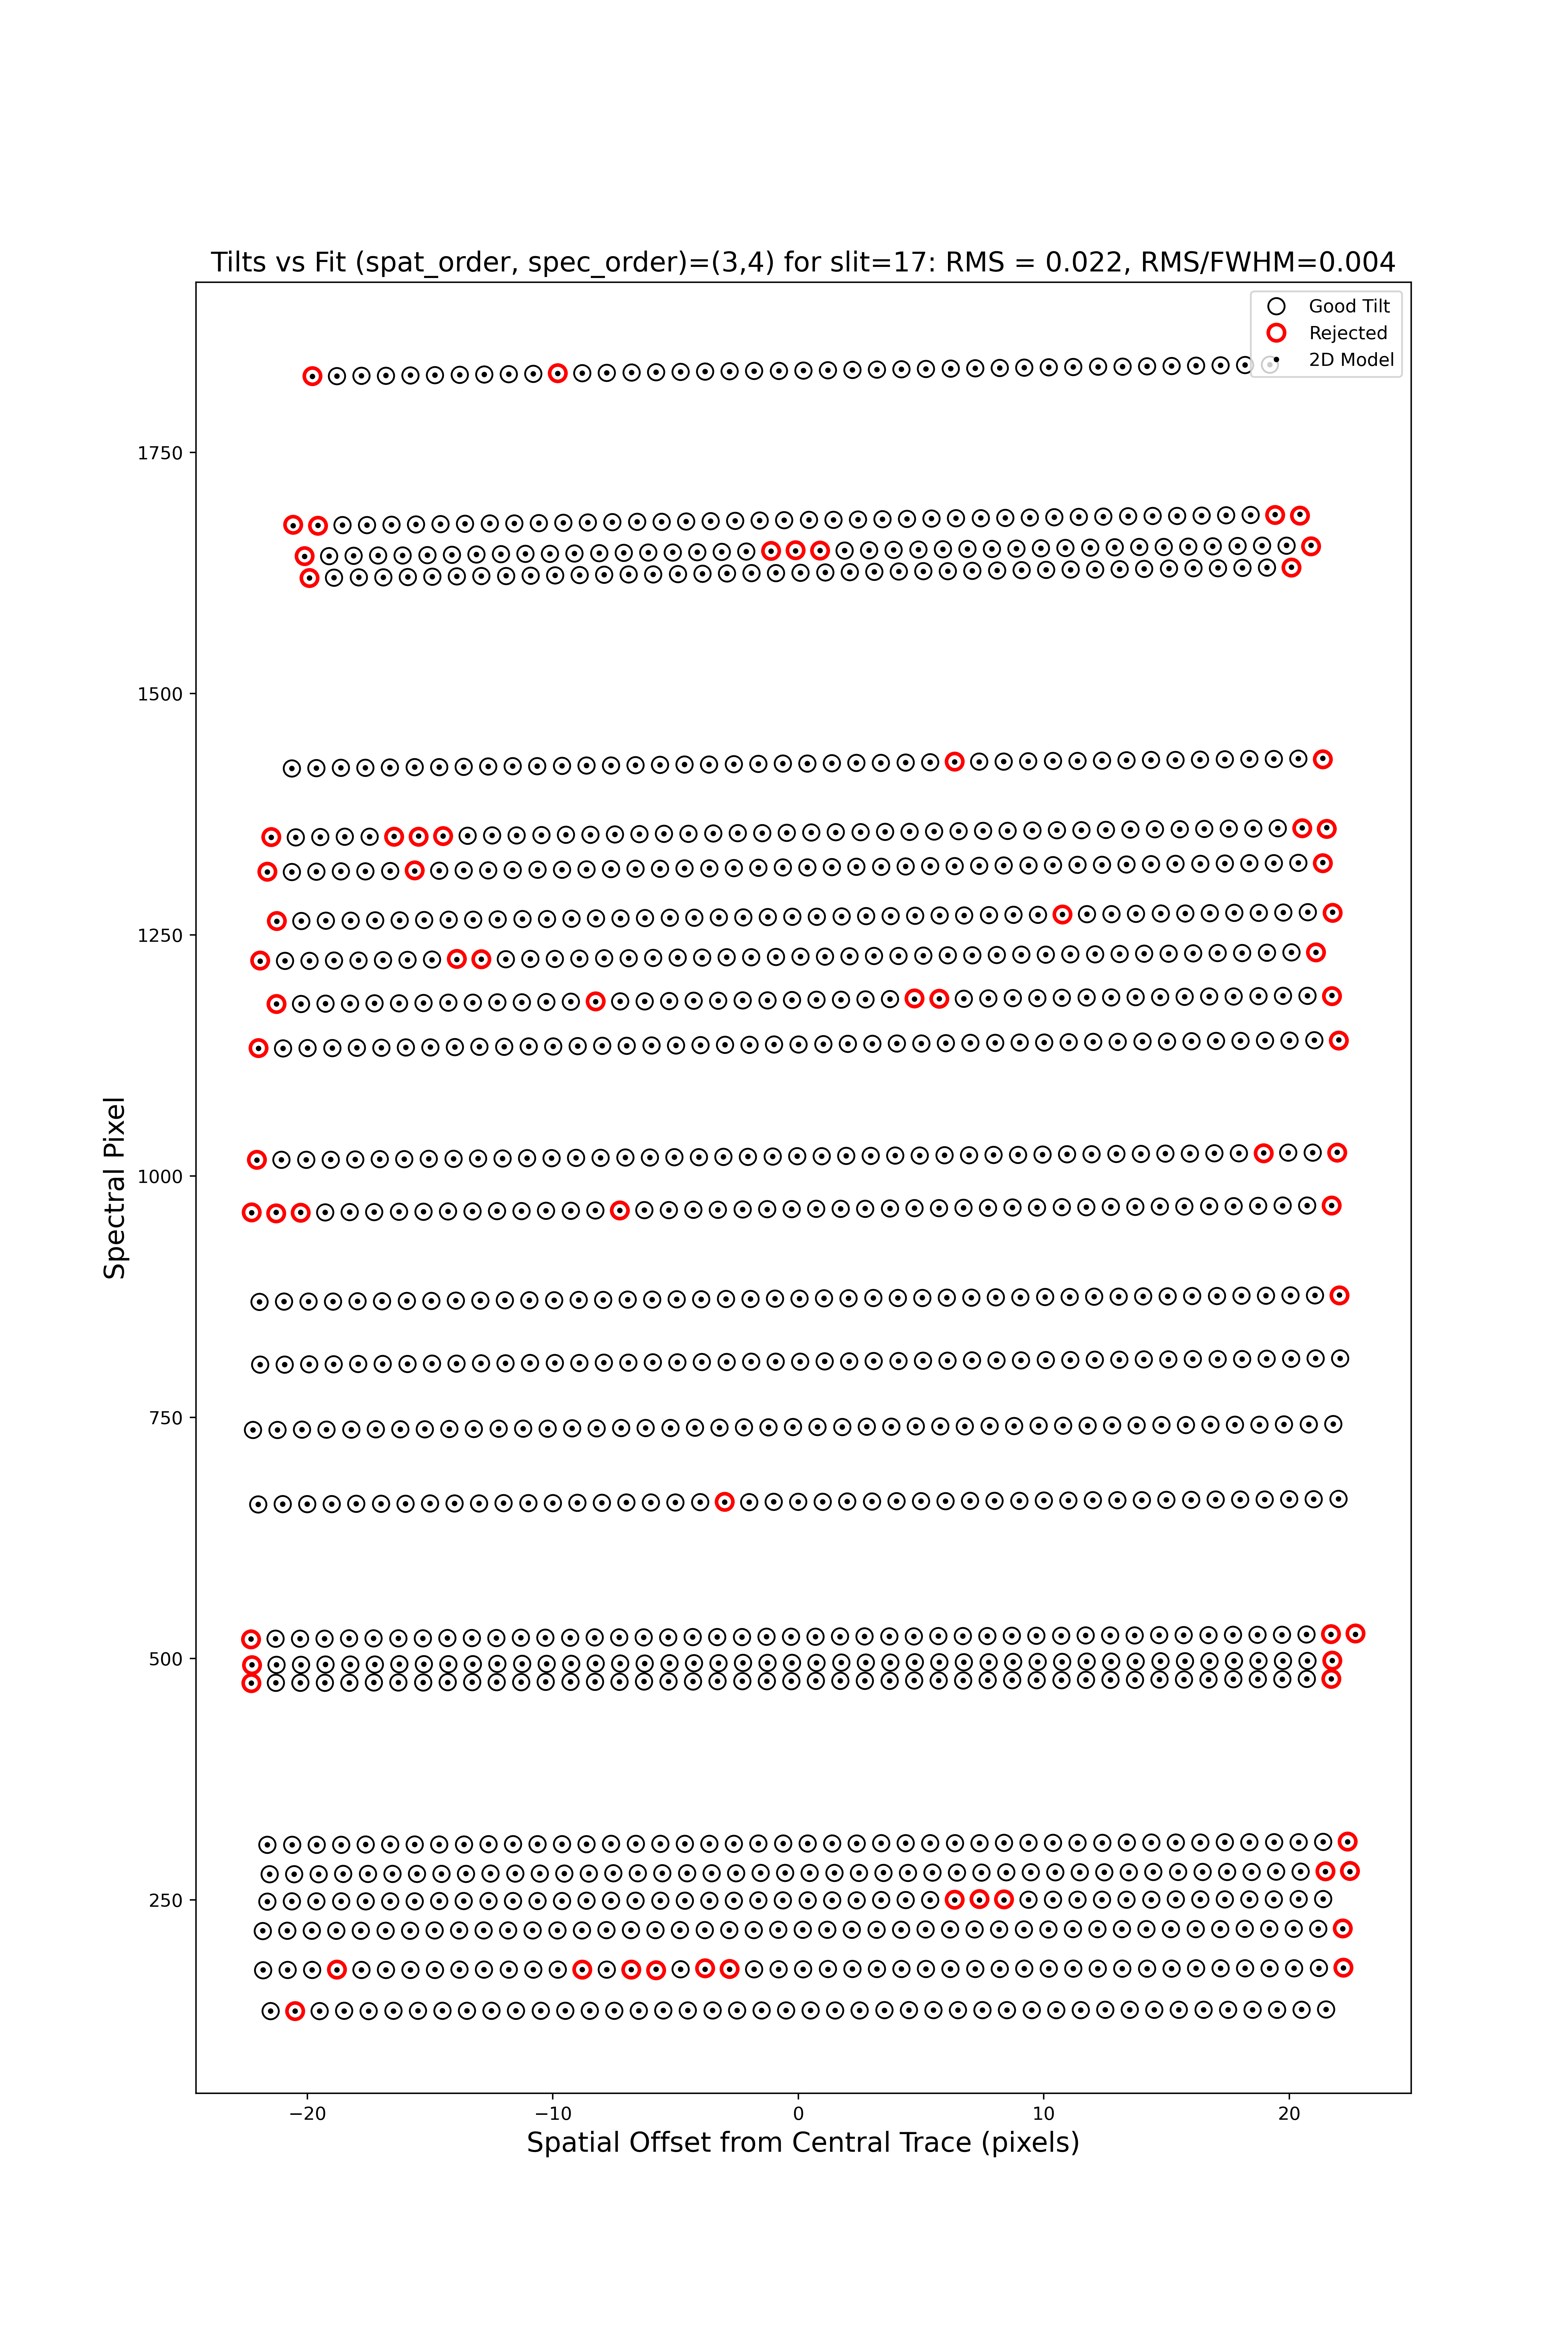 Tilts vs Fit (spat_order, spec_order)=(3,4) for slit=17: RMS = 0.022, RMS/FWHM=0.004
Good Tilt
Rejected
2D Model
1750
1500
1250
1000
750
500
250
Spectral Pixel
−20
−10
0
10
20
Spatial Offset from Central Trace (pixels)